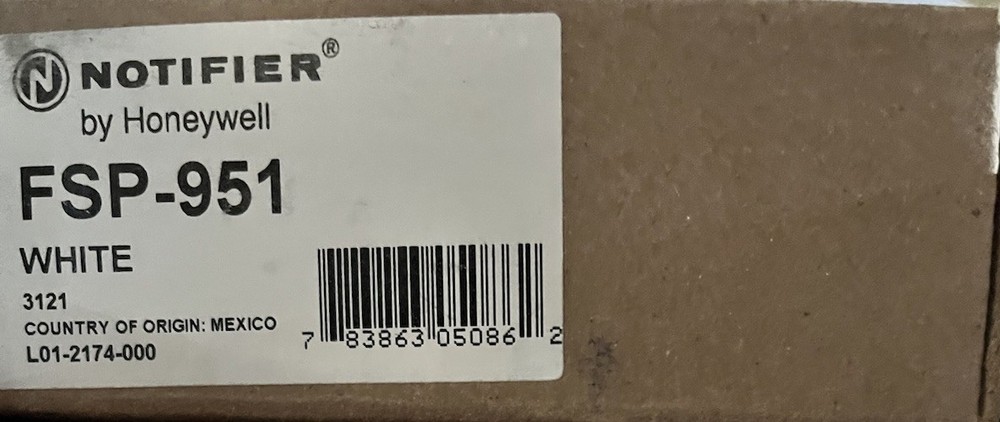 NOTIFIER®
by Honeywell
FSP-951
WHITE
3121
COUNTRY OF ORIGIN: MEXICO
L01-2174-000
7 83863 05086 2